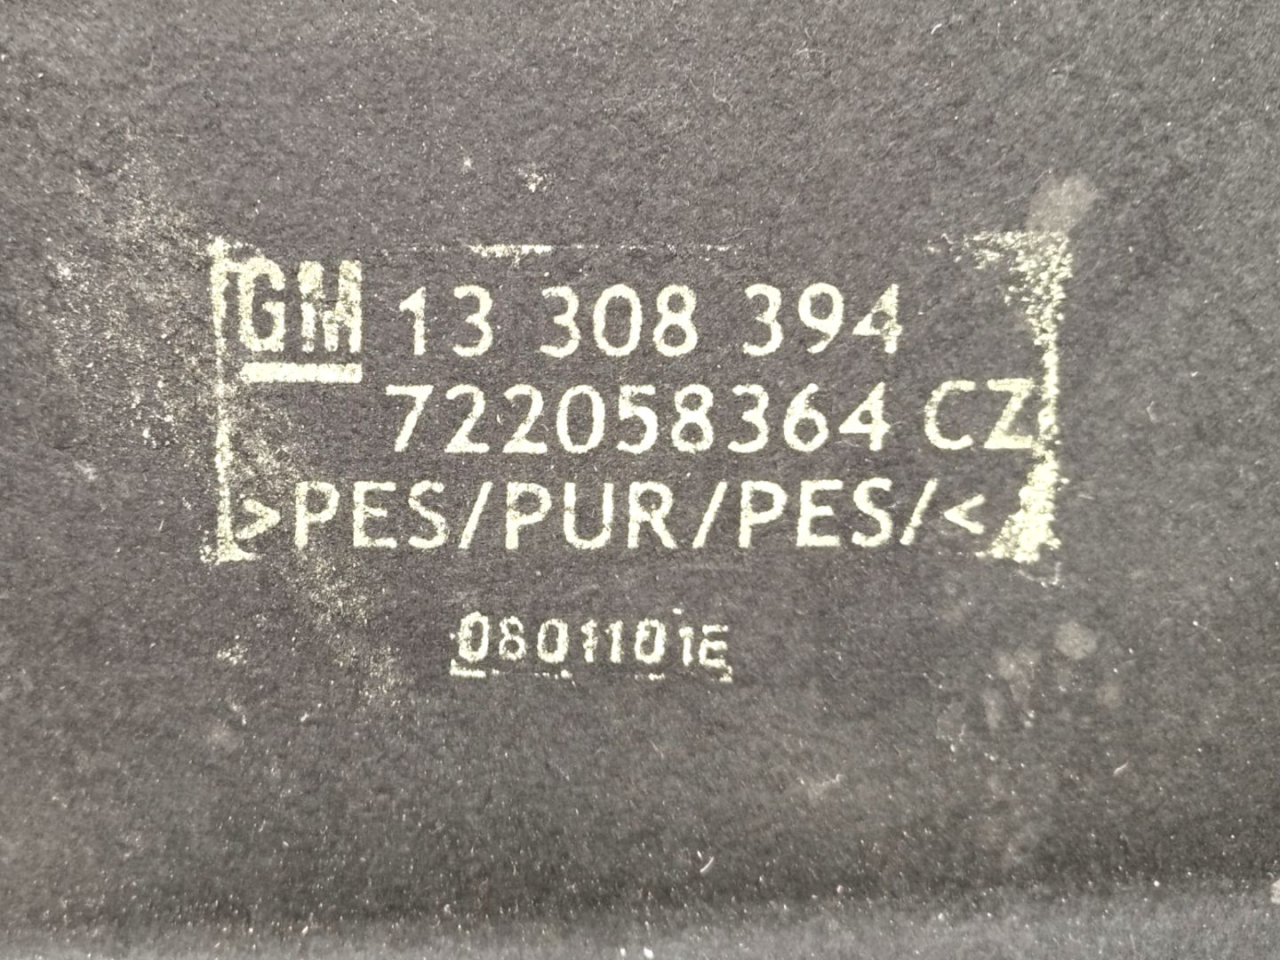 GM 13 308 394
722058364 CZ
>PES/PUR/PES/<
0801101E